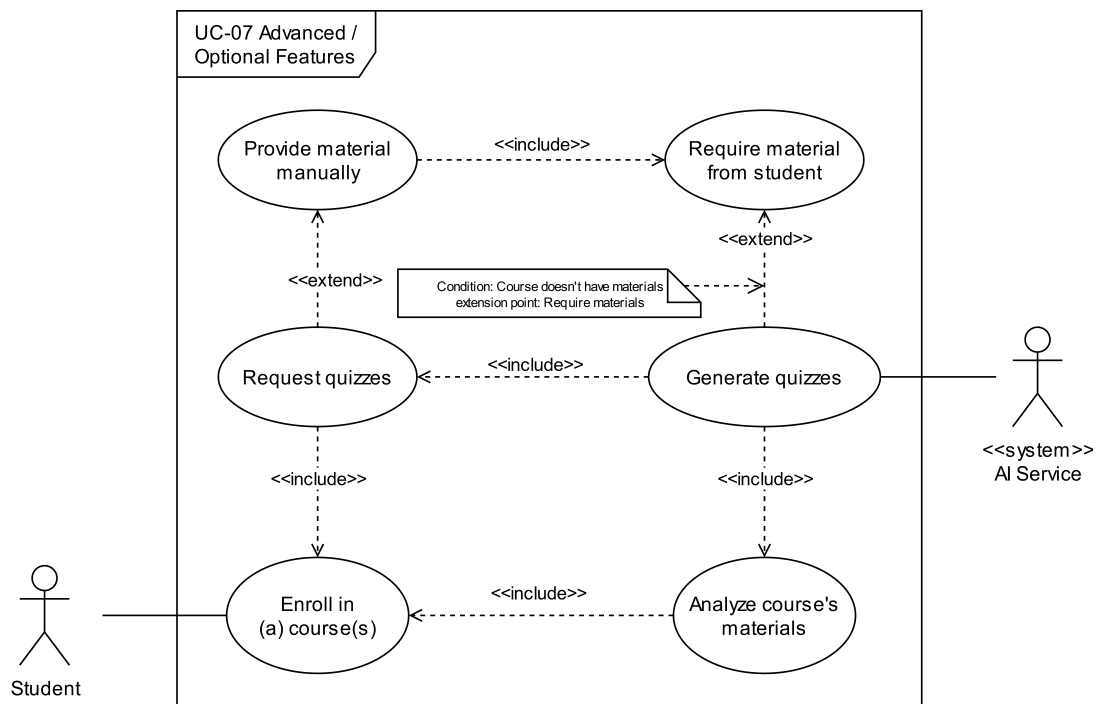 UC-07 Advanced /
Optional Features
Provide material
manually
<<include>>
Require material
from student
<<extend>>
<<extend>>
Condition: Course doesn't have materials
extension point: Require materials
Request quizzes
<<include>>
Generate quizzes
<<system>>
AI Service
<<include>>
<<include>>
Enroll in
(a) course(s)
<<include>>
Analyze course's
materials
Student